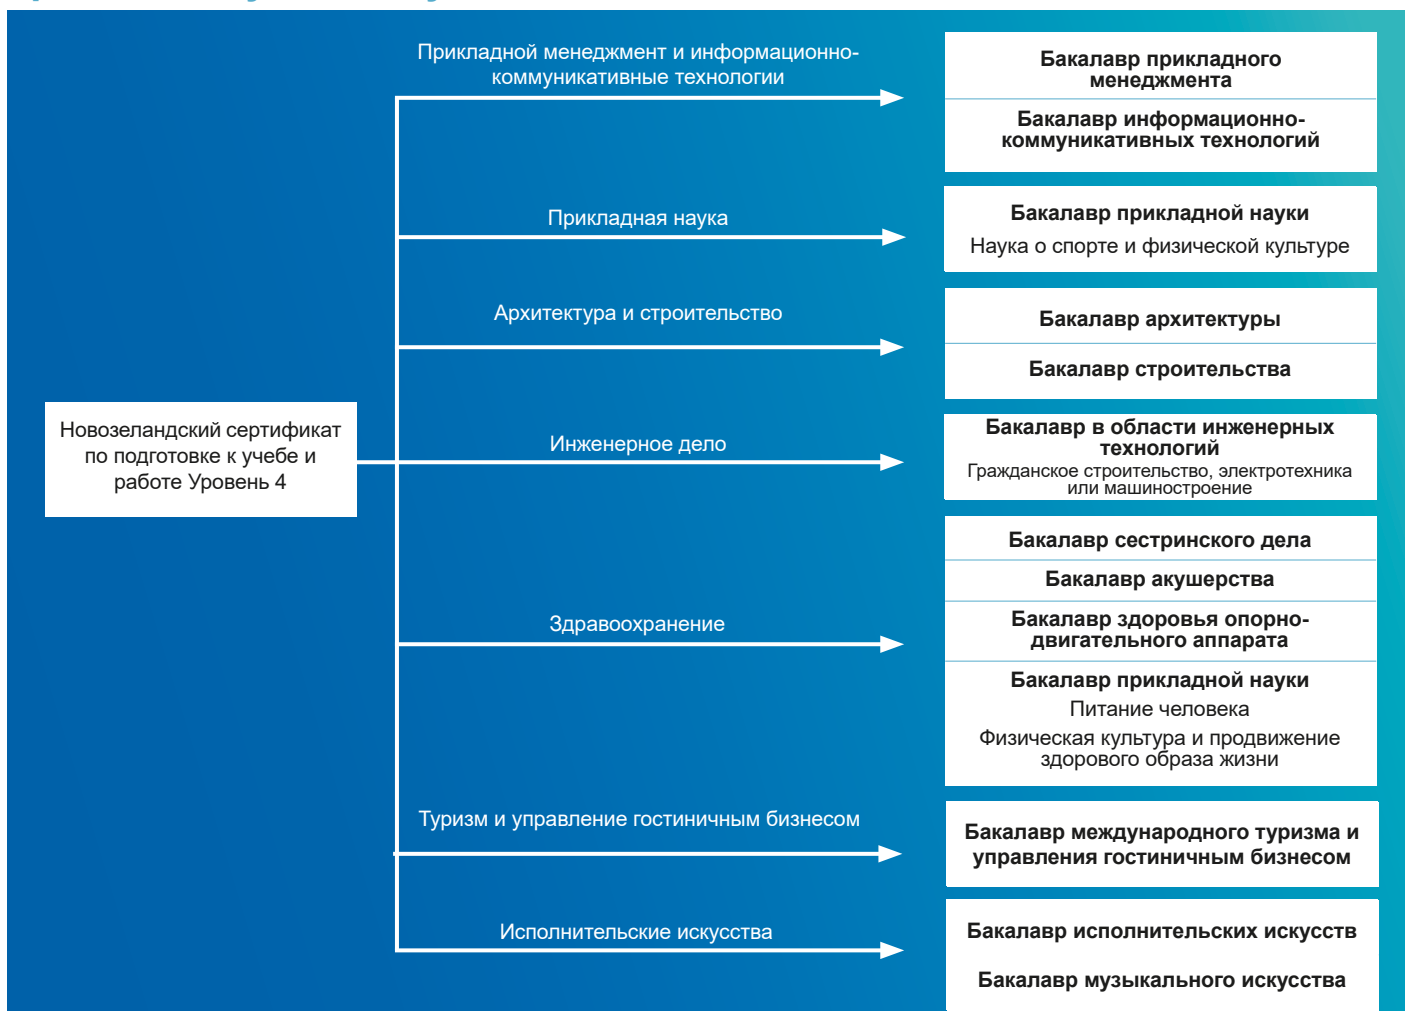 Прикладной менеджмент и информационно-
коммуникативные технологии
Бакалавр прикладного
менеджмента
Бакалавр информационно-
коммуникативных технологий
Прикладная наука
Бакалавр прикладной науки
Наука о спорте и физической культуре
Архитектура и строительство
Бакалавр архитектуры
Бакалавр строительства
Новозеландский сертификат
по подготовке к учебе и
работе Уровень 4
Инженерное дело
Бакалавр в области инженерных
технологий
Гражданское строительство, электротехника
или машиностроение
Здравоохранение
Бакалавр сестринского дела
Бакалавр акушерства
Бакалавр здоровья опорно-
двигательного аппарата
Бакалавр прикладной науки
Питание человека
Физическая культура и продвижение
здорового образа жизни
Туризм и управление гостиничным бизнесом
Бакалавр международного туризма и
управления гостиничным бизнесом
Исполнительские искусства
Бакалавр исполнительских искусств
Бакалавр музыкального искусства